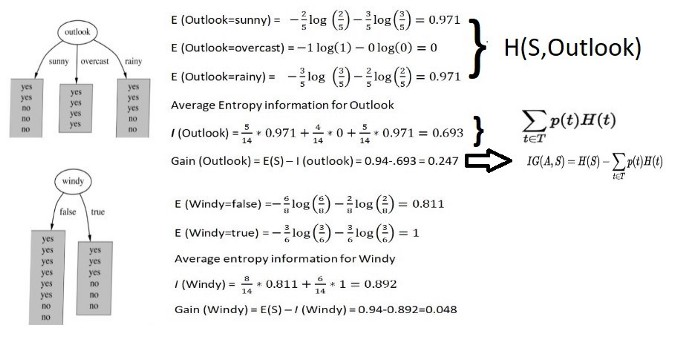 outlook
sunny overcast rainy
yes
yes
no
no
no
yes
yes
yes
yes
yes
yes
yes
no
no
E (Outlook=sunny) = −2/5 log (2/5) − 3/5 log (3/5) = 0.971
E (Outlook=overcast) = −1 log(1) − 0 log(0) = 0
E (Outlook=rainy) = −3/5 log (3/5) − 2/5 log (2/5) = 0.971
} H(S,Outlook)
Average Entropy information for Outlook
I (Outlook) = 5/14 * 0.971 + 4/14 * 0 + 5/14 * 0.971 = 0.693 } ∑t∈T p(t)H(t)
Gain (Outlook) = E(S) − I (outlook) = 0.94-.693 = 0.247 IG(A,S) = H(S) − ∑t∈T p(t)H(t)
windy
false true
yes
yes
yes
yes
yes
yes
no
no
yes
yes
yes
no
no
no
E (Windy=false) = −6/8 log(6/8) − 2/8 log(2/8) = 0.811
E (Windy=true) = −3/6 log(3/6) − 3/6 log(3/6) = 1
Average entropy information for Windy
I (Windy) = 8/14 * 0.811 + 6/14 * 1 = 0.892
Gain (Windy) = E(S) − I (Windy) = 0.94-0.892=0.048